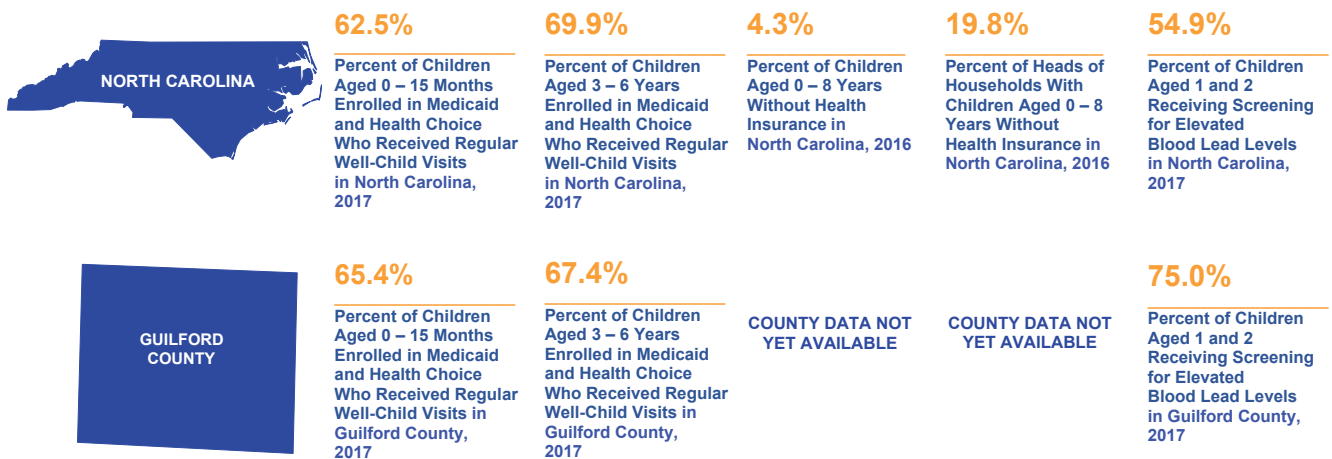 NORTH CAROLINA
62.5%
Percent of Children
Aged 0 – 15 Months
Enrolled in Medicaid
and Health Choice
Who Received Regular
Well-Child Visits
in North Carolina,
2017
69.9%
Percent of Children
Aged 3 – 6 Years
Enrolled in Medicaid
and Health Choice
Who Received Regular
Well-Child Visits
in North Carolina,
2017
4.3%
Percent of Children
Aged 0 – 8 Years
Without Health
Insurance in
North Carolina, 2016
19.8%
Percent of Heads of
Households With
Children Aged 0 – 8
Years Without
Health Insurance in
North Carolina, 2016
54.9%
Percent of Children
Aged 1 and 2
Receiving Screening
for Elevated
Blood Lead Levels
in North Carolina,
2017
GUILFORD
COUNTY
65.4%
Percent of Children
Aged 0 – 15 Months
Enrolled in Medicaid
and Health Choice
Who Received Regular
Well-Child Visits in
Guilford County,
2017
67.4%
Percent of Children
Aged 3 – 6 Years
Enrolled in Medicaid
and Health Choice
Who Received Regular
Well-Child Visits in
Guilford County,
2017
COUNTY DATA NOT
YET AVAILABLE
COUNTY DATA NOT
YET AVAILABLE
75.0%
Percent of Children
Aged 1 and 2
Receiving Screening
for Elevated
Blood Lead Levels
in Guilford County,
2017